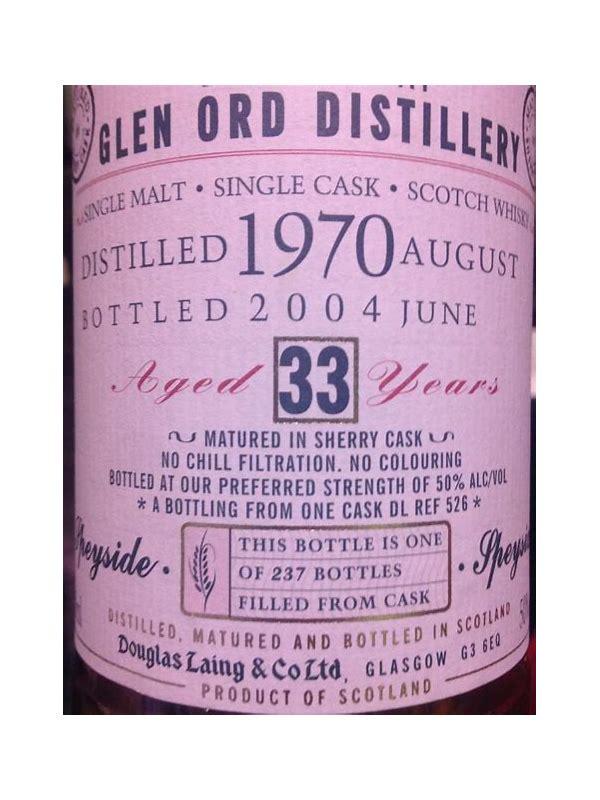 GLEN ORD DISTILLERY
SINGLE MALT • SINGLE CASK • SCOTCH WHISKY
DISTILLED 1970 AUGUST
BOTTLED 2004 JUNE
Aged 33 Years
MATURED IN SHERRY CASK
NO CHILL FILTRATION. NO COLOURING
BOTTLED AT OUR PREFERRED STRENGTH OF 50% ALC/VOL
* A BOTTLING FROM ONE CASK DL REF 526 *
Speyside •
THIS BOTTLE IS ONE
OF 237 BOTTLES
FILLED FROM CASK
DISTILLED, MATURED AND BOTTLED IN SCOTLAND
Douglas Laing & Co Ltd, GLASGOW G3 6EQ
PRODUCT OF SCOTLAND